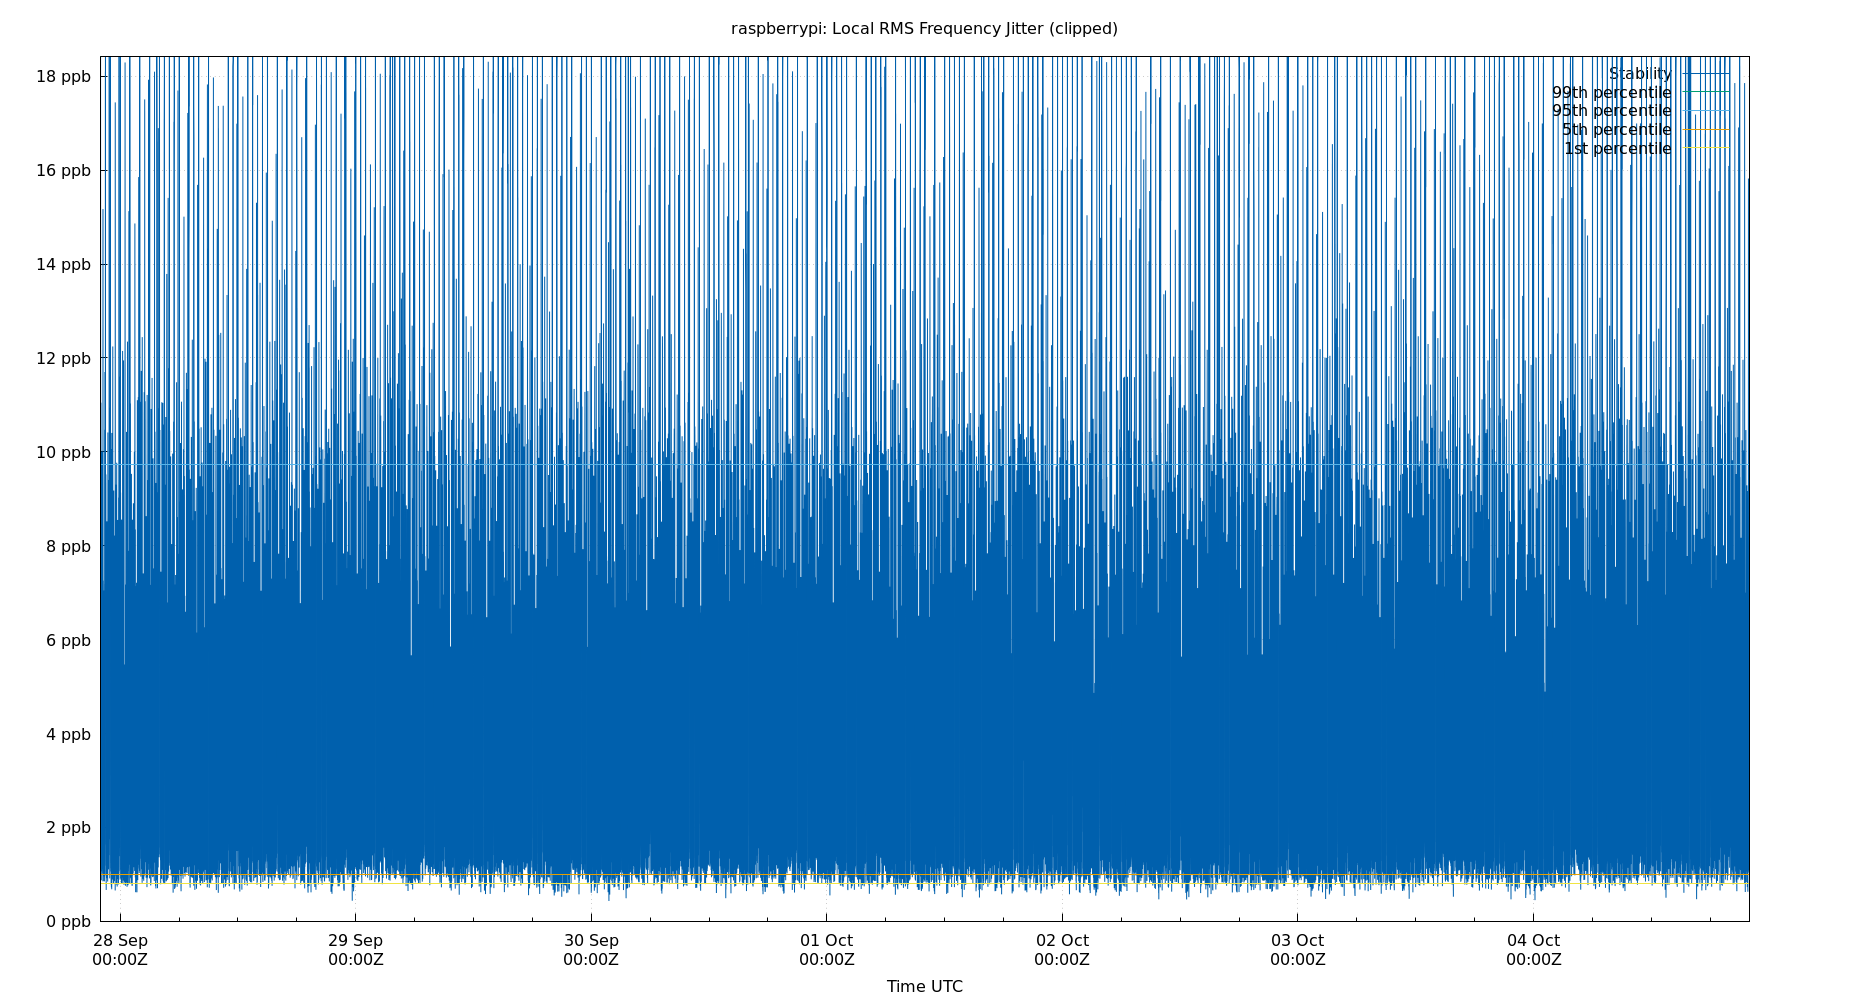 raspberrypi: Local RMS Frequency Jitter (clipped)
18 ppb
16 ppb
14 ppb
12 ppb
10 ppb
8 ppb
6 ppb
4 ppb
2 ppb
0 ppb
Stability
99th percentile
95th percentile
5th percentile
1st percentile
28 Sep 29 Sep 30 Sep 01 Oct 02 Oct 03 Oct 04 Oct
00:00Z 00:00Z 00:00Z 00:00Z 00:00Z 00:00Z 00:00Z
Time UTC